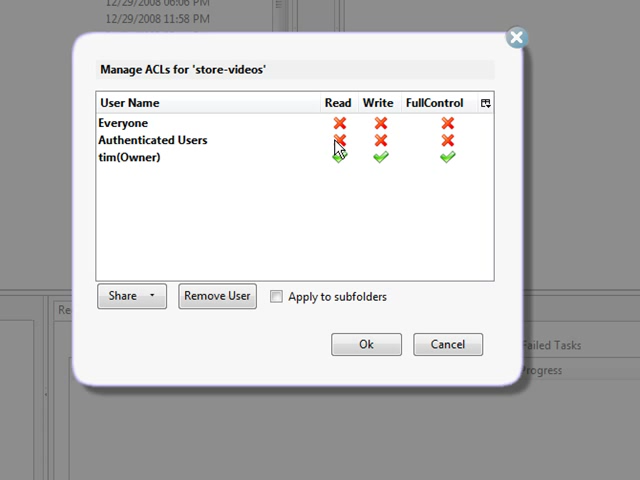 12/29/2008 06:06 PM
12/29/2008 11:58 PM
Manage ACLs for 'store-videos'
User Name Read Write FullControl
Everyone
Authenticated Users
tim(Owner)
Share Remove User Apply to subfolders
Ok Cancel
Failed Tasks
Progress